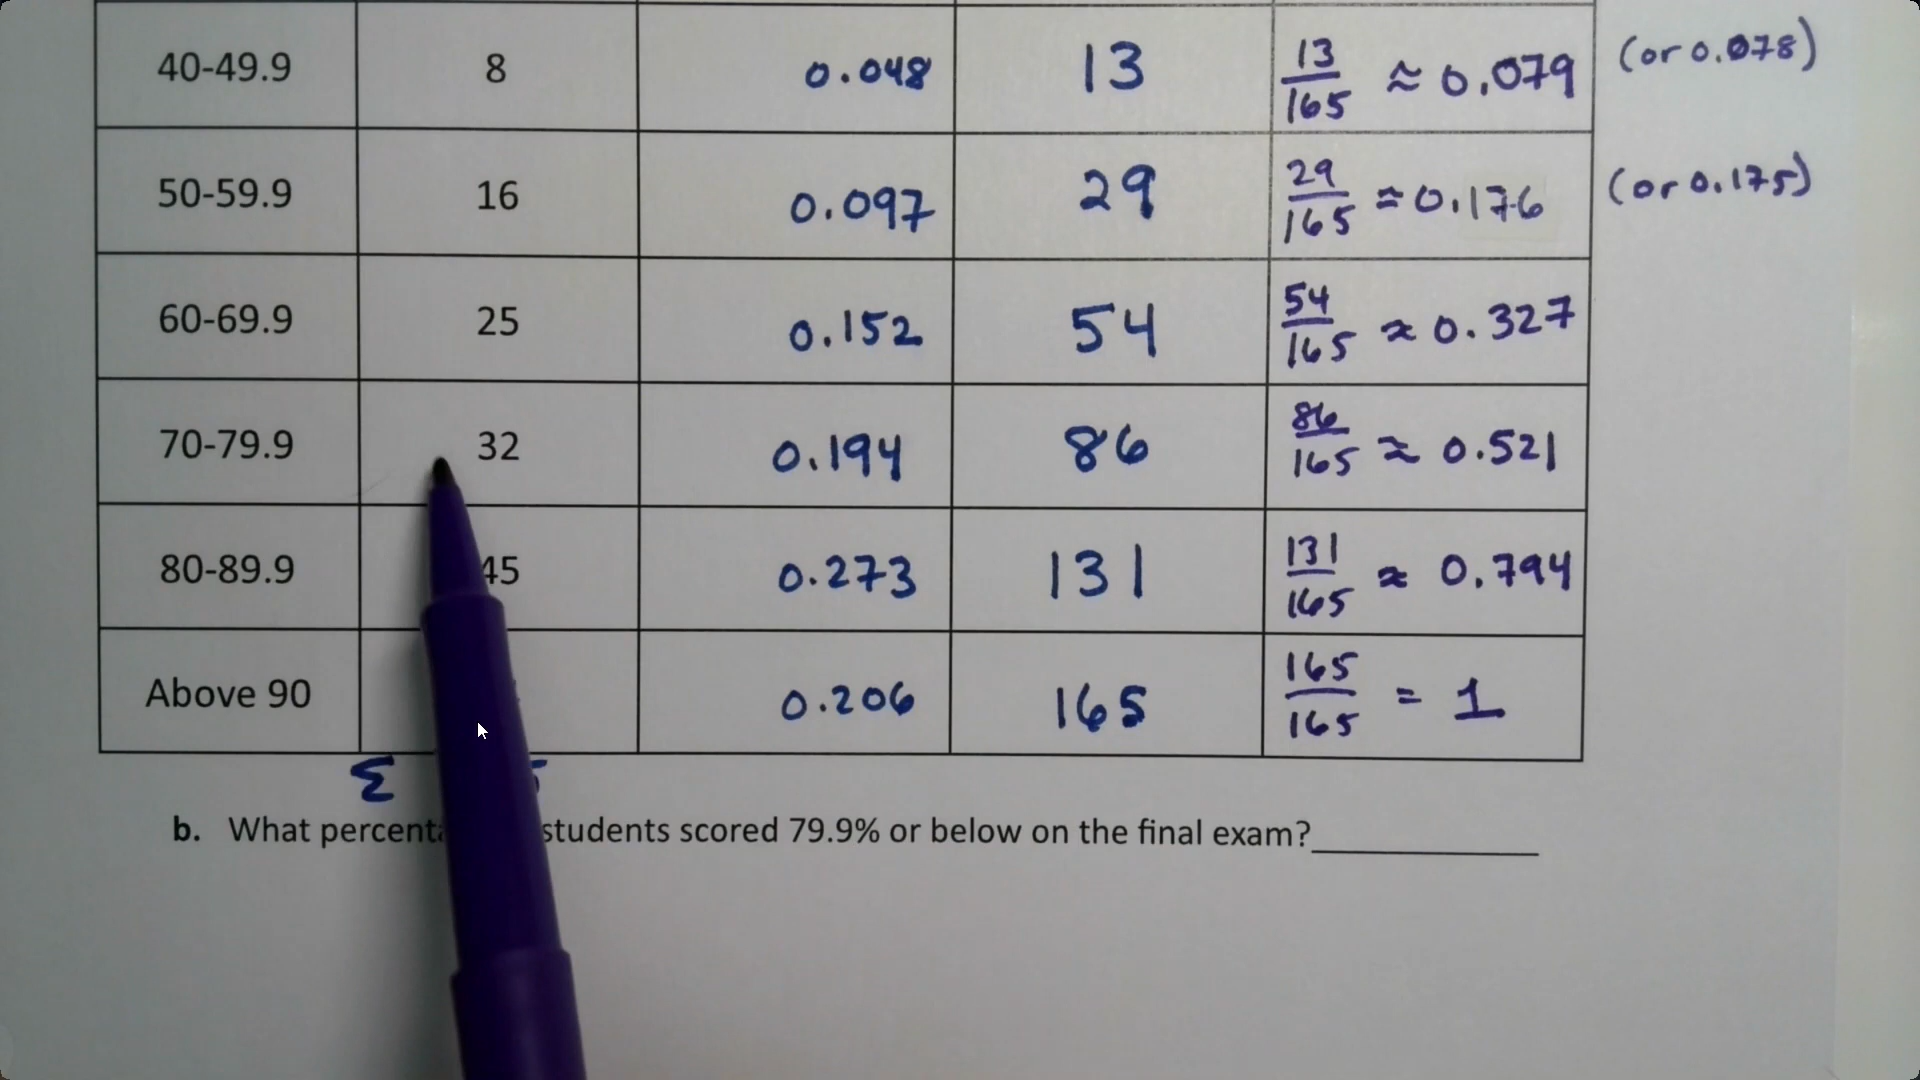 40-49.9 8 0.048 13 13/165 ≈ 0.079 (or 0.078)
50-59.9 16 0.097 29 29/165 ≈ 0.176 (or 0.175)
60-69.9 25 0.152 54 54/165 ≈ 0.327
70-79.9 32 0.194 86 86/165 ≈ 0.521
80-89.9 45 0.273 131 131/165 ≈ 0.794
Above 90 0.206 165 165/165 = 1
Σ
b. What students scored 79.9% or below on the final exam?